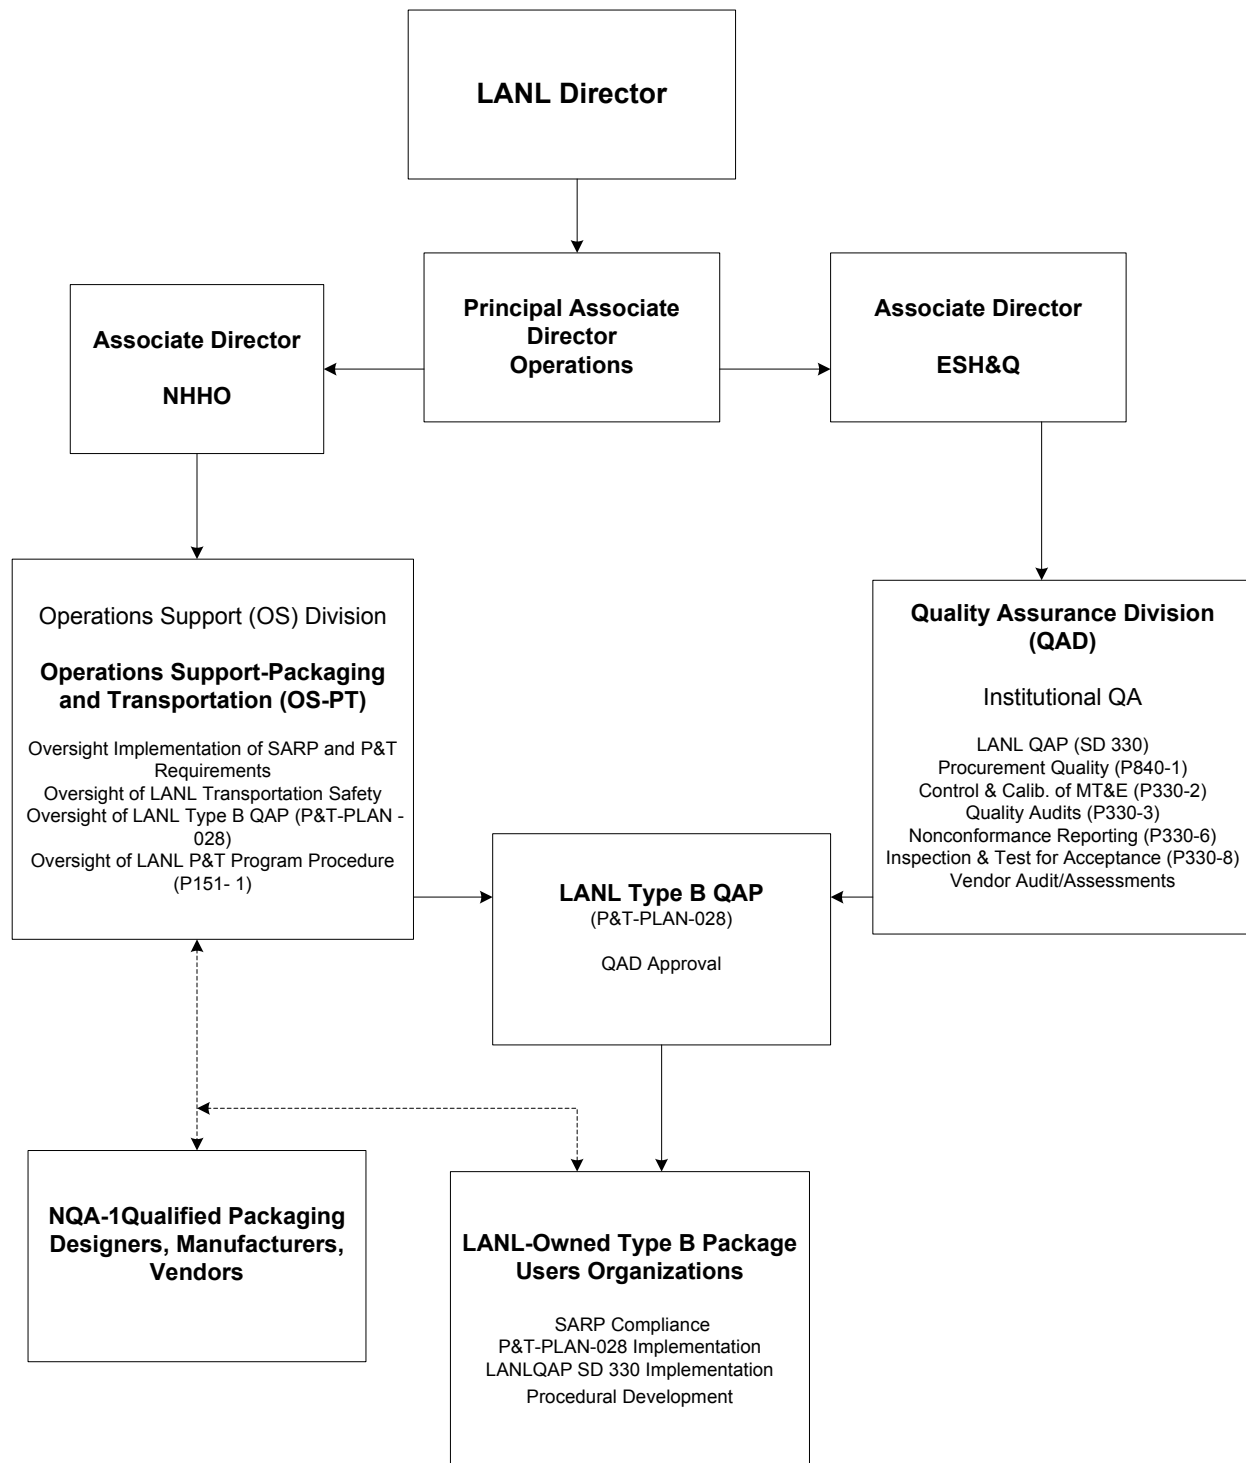 LANL Director
Associate Director
NHHO
Principal Associate
Director
Operations
Associate Director
ESH&Q
Operations Support (OS) Division
Operations Support-Packaging
and Transportation (OS-PT)
Oversight Implementation of SARP and P&T
Requirements
Oversight of LANL Transportation Safety
Oversight of LANL Type B QAP (P&T-PLAN -
028)
Oversight of LANL P&T Program Procedure
(P151- 1)
Quality Assurance Division
(QAD)
Institutional QA
LANL QAP (SD 330)
Procurement Quality (P840-1)
Control & Calib. of MT&E (P330-2)
Quality Audits (P330-3)
Nonconformance Reporting (P330-6)
Inspection & Test for Acceptance (P330-8)
Vendor Audit/Assessments
LANL Type B QAP
(P&T-PLAN-028)
QAD Approval
NQA-1Qualified Packaging
Designers, Manufacturers,
Vendors
LANL-Owned Type B Package
Users Organizations
SARP Compliance
P&T-PLAN-028 Implementation
LANLQAP SD 330 Implementation
Procedural Development